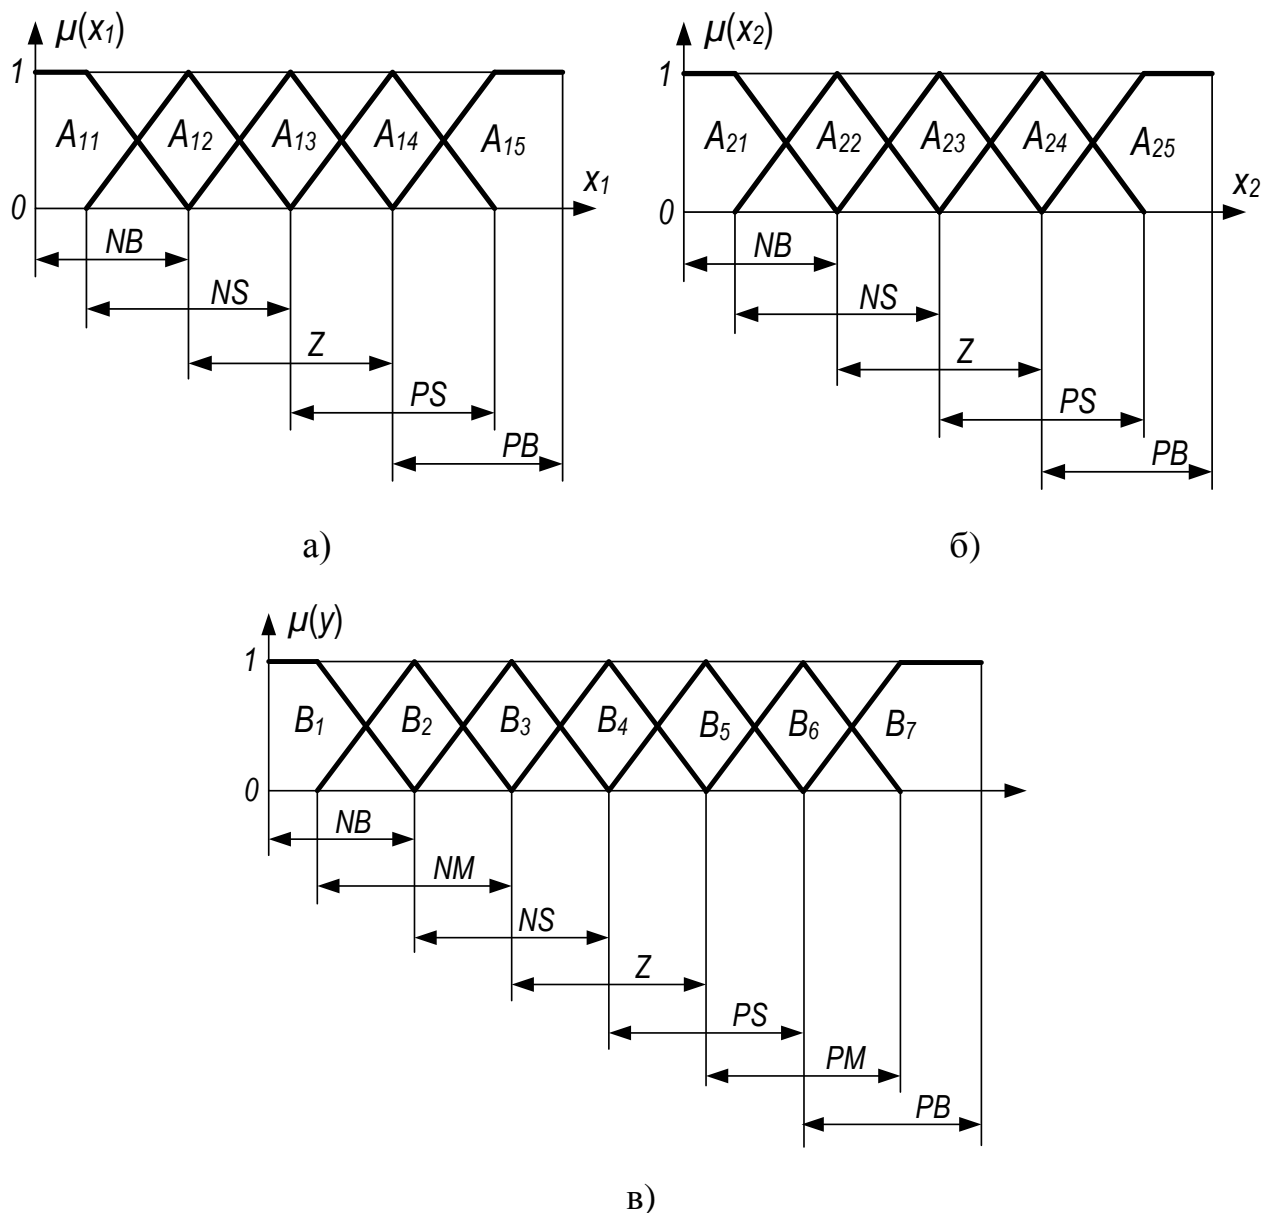 μ(x₁)
1
A₁₁ A₁₂ A₁₃ A₁₄ A₁₅
x₁
0
NB
NS
Z
PS
PB
а)
μ(x₂)
1
A₂₁ A₂₂ A₂₃ A₂₄ A₂₅
x₂
0
NB
NS
Z
PS
PB
б)
μ(y)
1
B₁ B₂ B₃ B₄ B₅ B₆ B₇
0
NB
NM
NS
Z
PS
PM
PB
в)